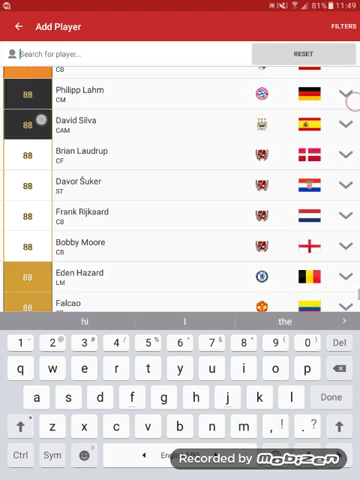 81% 11:49
Add Player
FILTERS
Search for player...
RESET
CB
88 Philipp Lahm
CM
88 David Silva
CAM
88 Brian Laudrup
CF
88 Davor Šuker
ST
88 Frank Rijkaard
CB
88 Bobby Moore
CB
88 Eden Hazard
LM
88 Falcao
hi I the
1 2 @ 3 # 4 / 5 % 6 ^ 7 & 8 * 9 ( 0 ) Del
q w e r t y u i o p
a s d f g h j k l Done
z x c v b n m , ! . ?
Ctrl Sym
Recorded by MOBIZEN